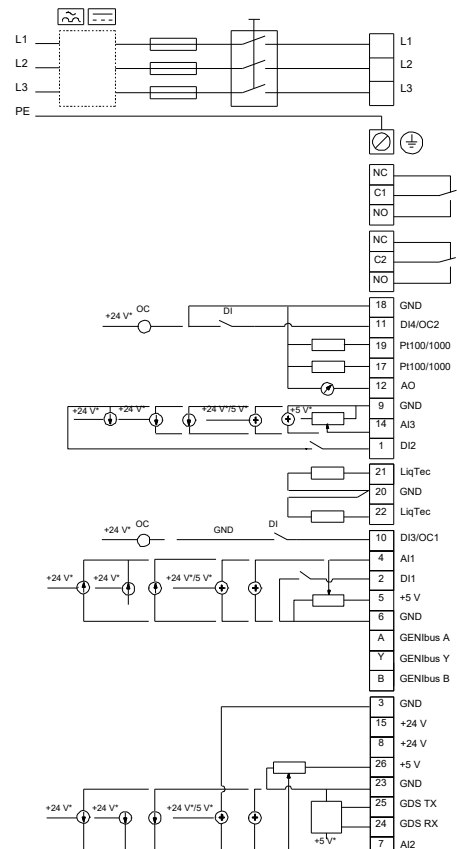 L1 L1
L2 L2
L3 L3
PE
NC
C1
NO
NC
C2
NO
18 GND
+24 V* OC DI 11 DI4/OC2
19 Pt100/1000
17 Pt100/1000
12 AO
9 GND
+24 V* +24 V* +24 V*/5 V* +5 V* 14 AI3
1 DI2
21 LiqTec
20 GND
22 LiqTec
+24 V* OC GND DI 10 DI3/OC1
4 AI1
+24 V* +24 V* +24 V*/5 V* 2 DI1
5 +5 V
6 GND
A GENIbus A
Y GENIbus Y
B GENIbus B
3 GND
15 +24 V
8 +24 V
26 +5 V
23 GND
+24 V* +24 V* +24 V*/5 V* 25 GDS TX
24 GDS RX
+5 V* 7 AI2